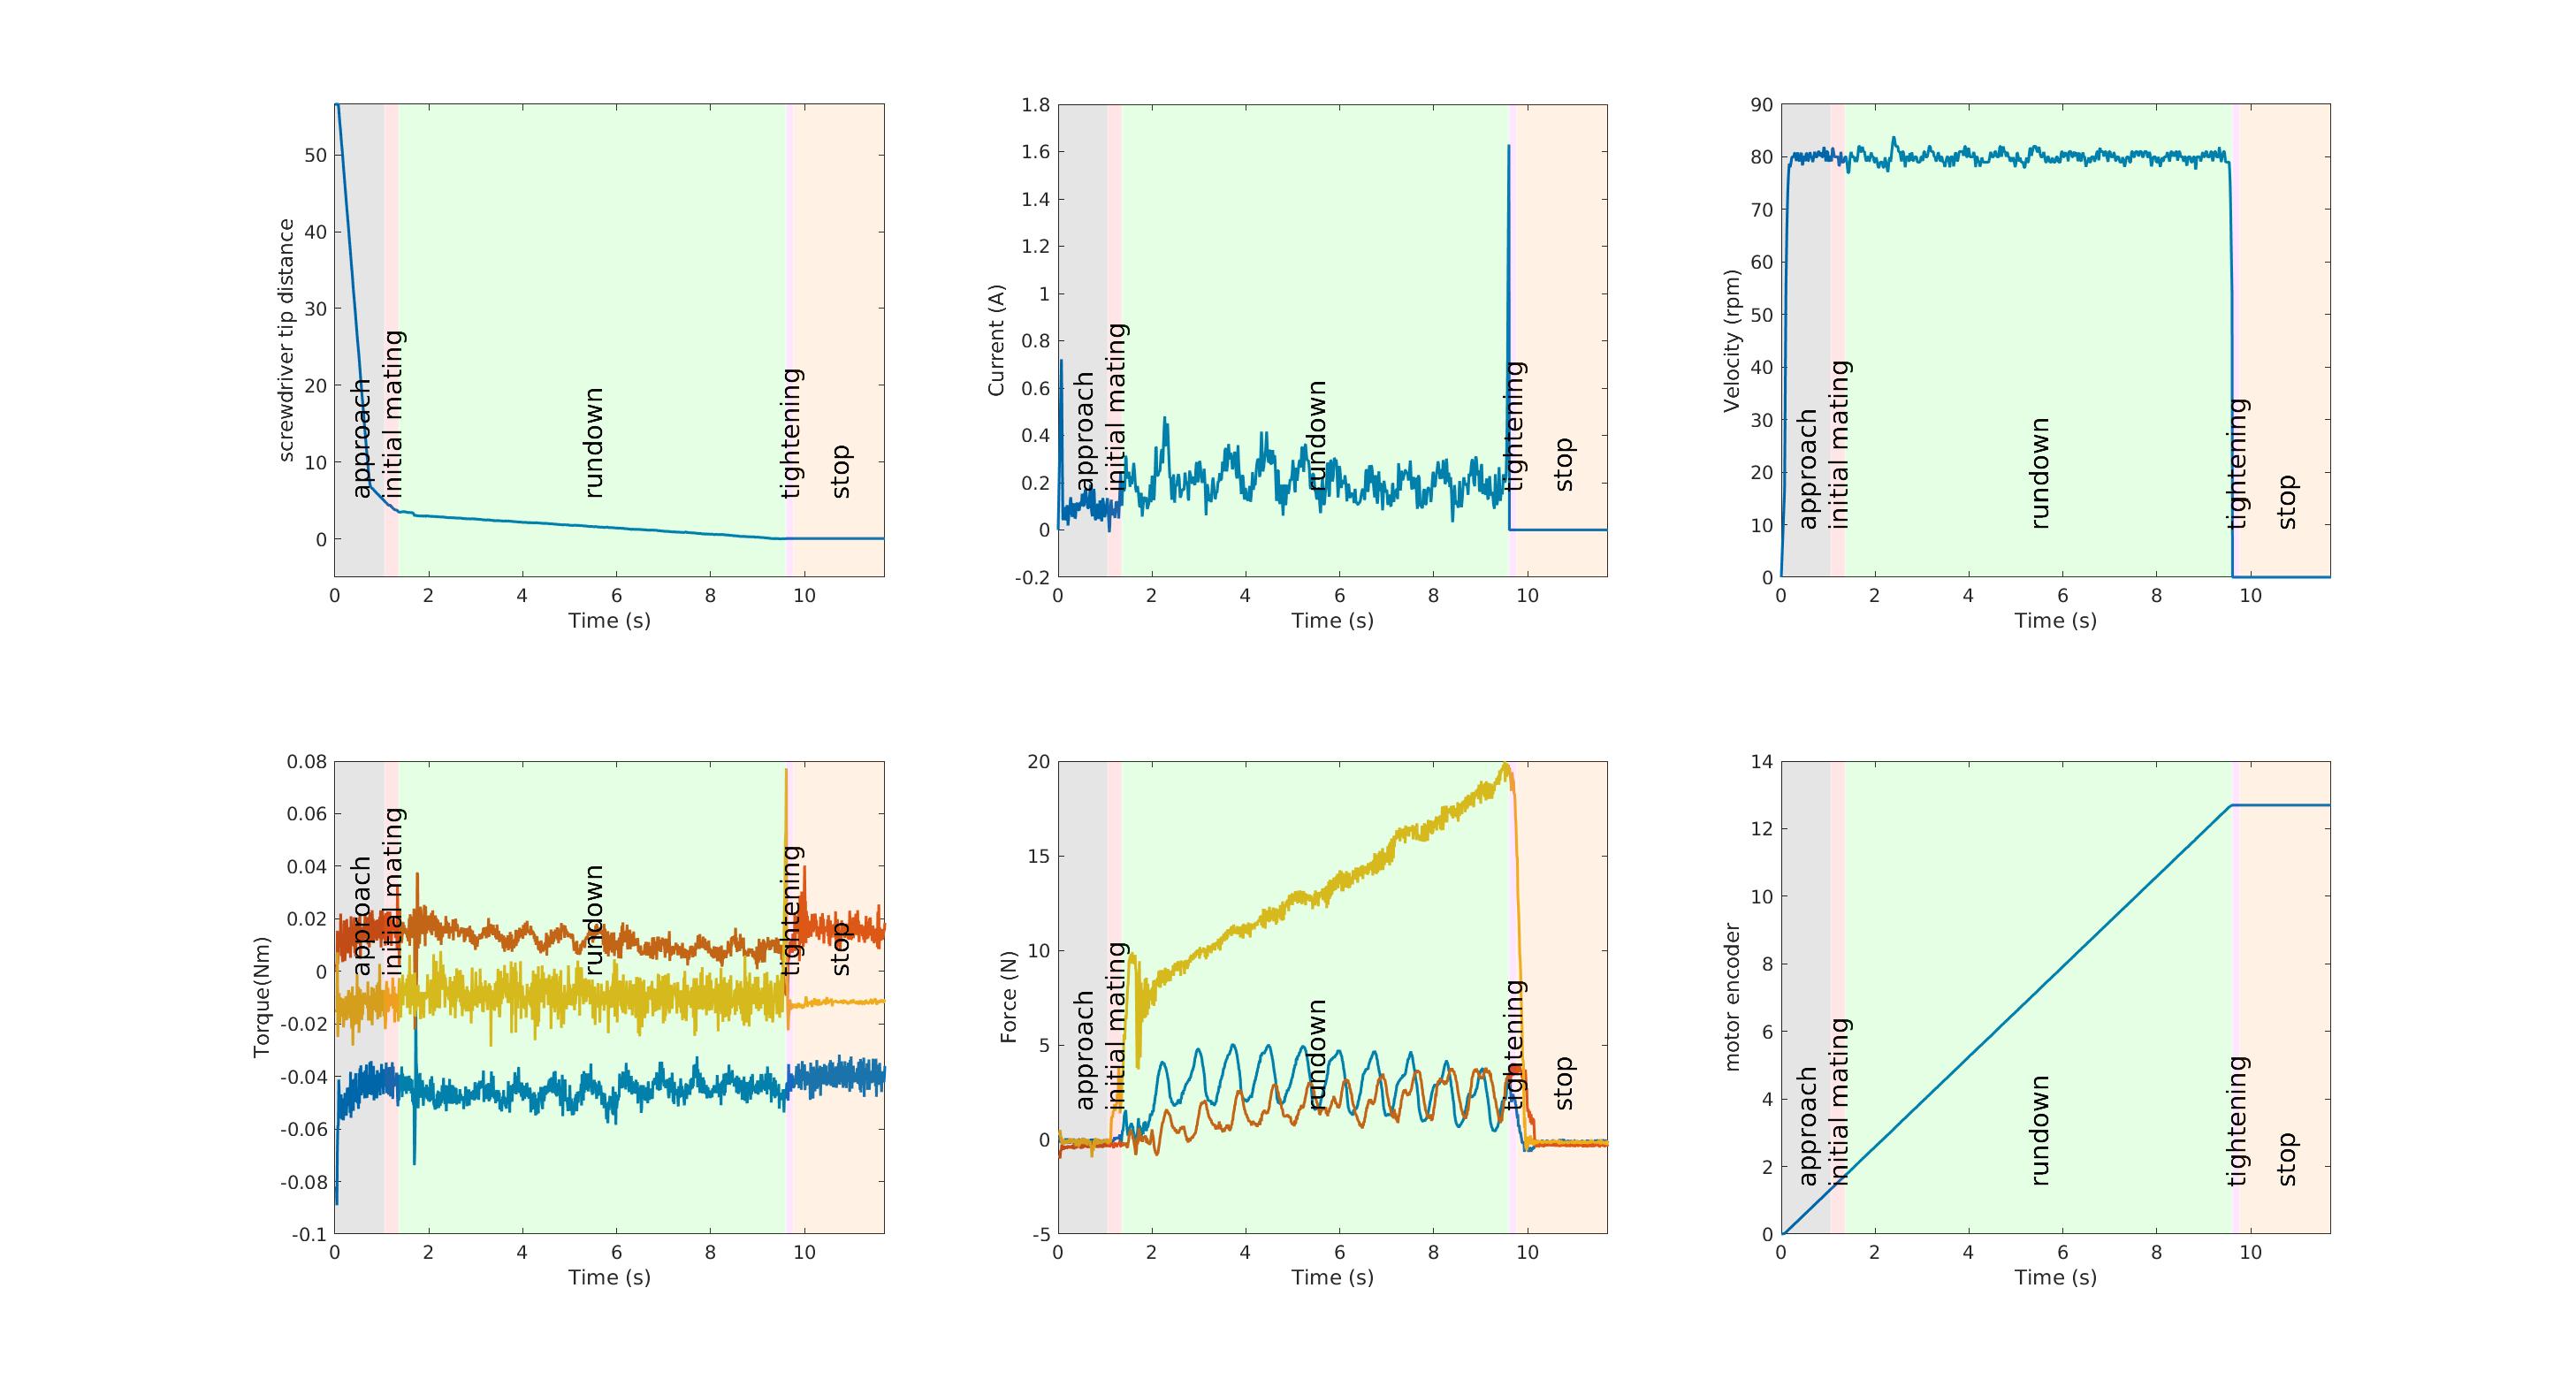 screwdriver tip distance
50
40
30
20
10
0
approach
initial mating
rundown
tightening
stop
0 2 4 6 8 10
Time (s)
Current (A)
1.8
1.6
1.4
1.2
1
0.8
0.6
0.4
0.2
0
-0.2
approach
initial mating
rundown
tightening
stop
0 2 4 6 8 10
Time (s)
Velocity (rpm)
90
80
70
60
50
40
30
20
10
0
approach
initial mating
rundown
tightening
stop
0 2 4 6 8 10
Time (s)
Torque(Nm)
0.08
0.06
0.04
0.02
0
-0.02
-0.04
-0.06
-0.08
-0.1
approach
initial mating
rundown
tightening
stop
0 2 4 6 8 10
Time (s)
Force (N)
20
15
10
5
0
-5
approach
initial mating
rundown
tightening
stop
0 2 4 6 8 10
Time (s)
motor encoder
14
12
10
8
6
4
2
0
approach
initial mating
rundown
tightening
stop
0 2 4 6 8 10
Time (s)